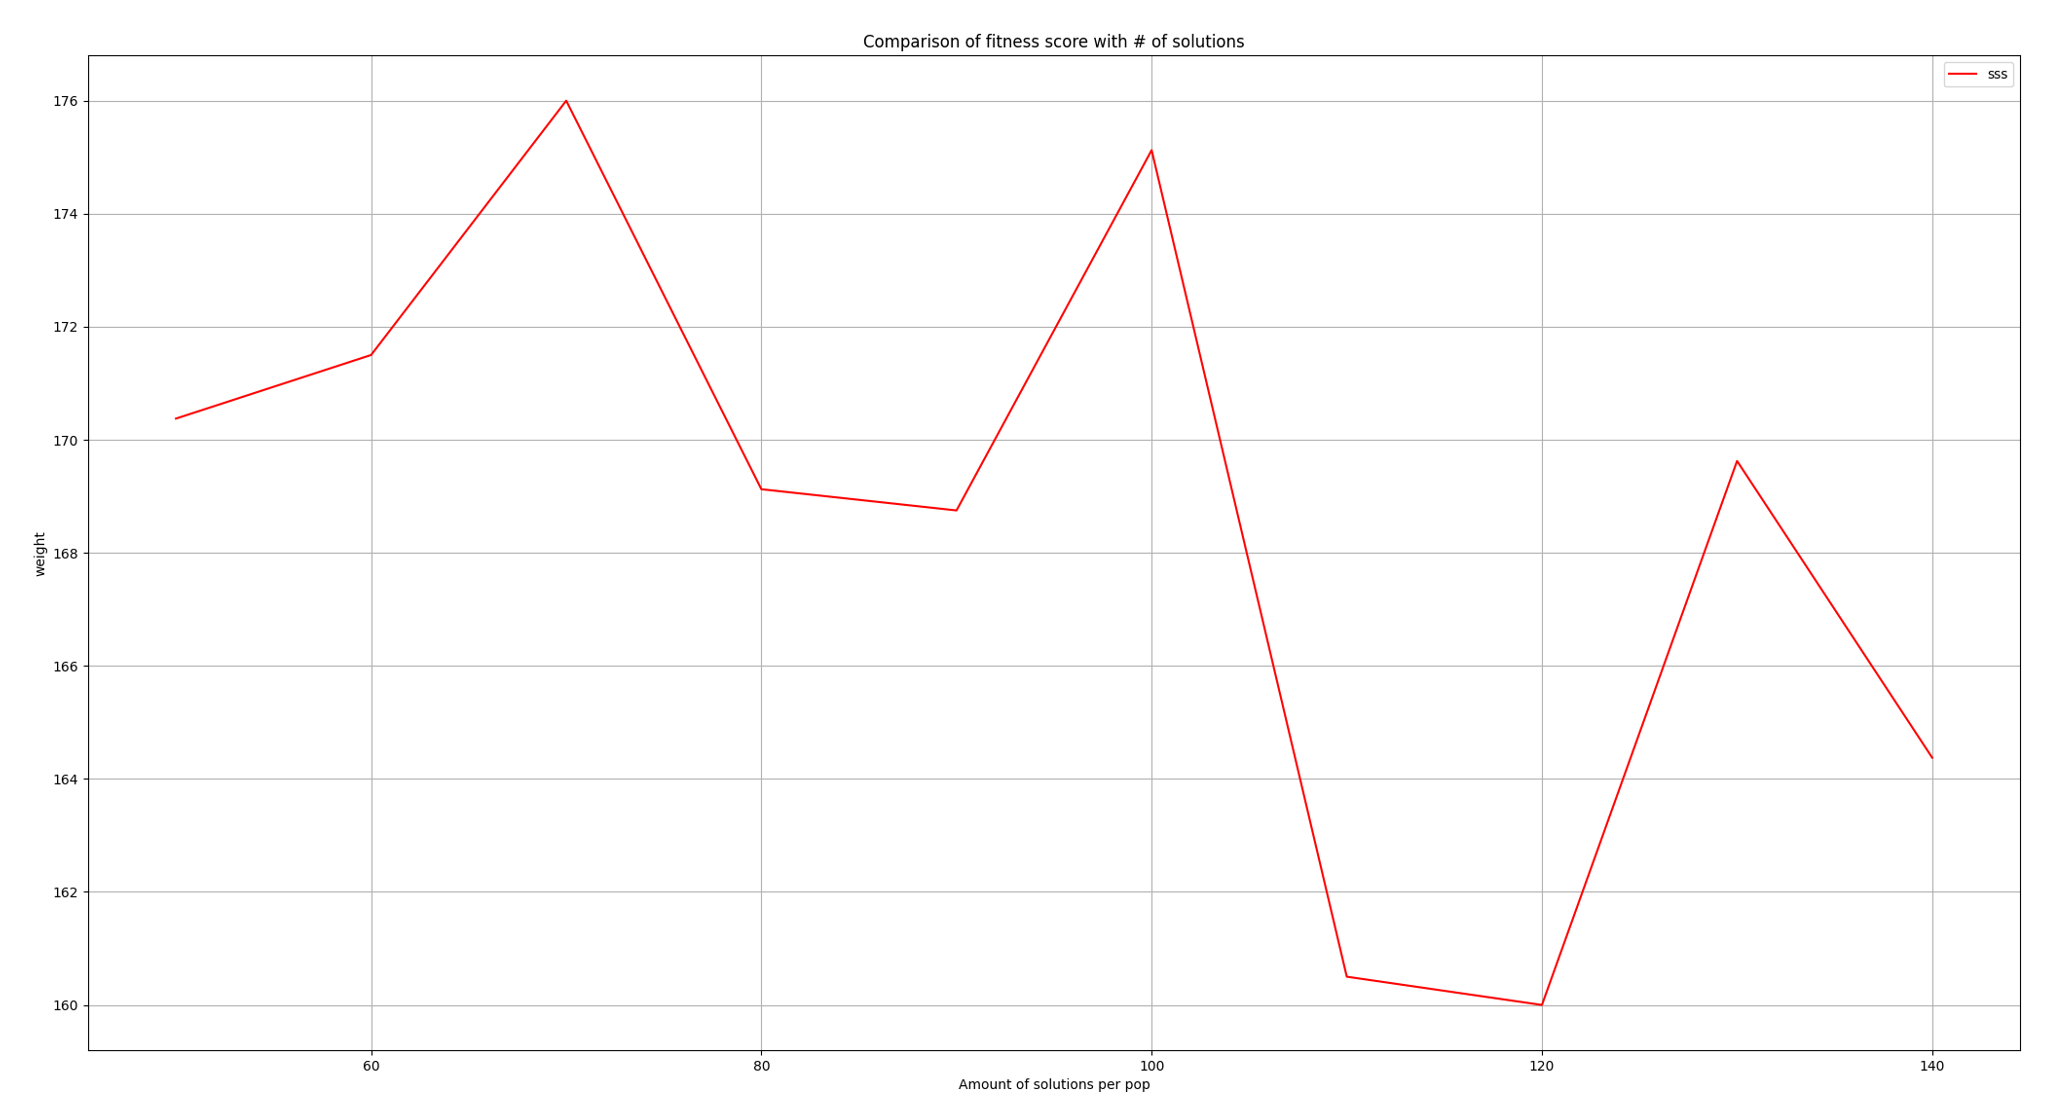 Comparison of fitness score with # of solutions
sss
176
174
172
170
168
166
164
162
160
weight
60 80 100 120 140
Amount of solutions per pop